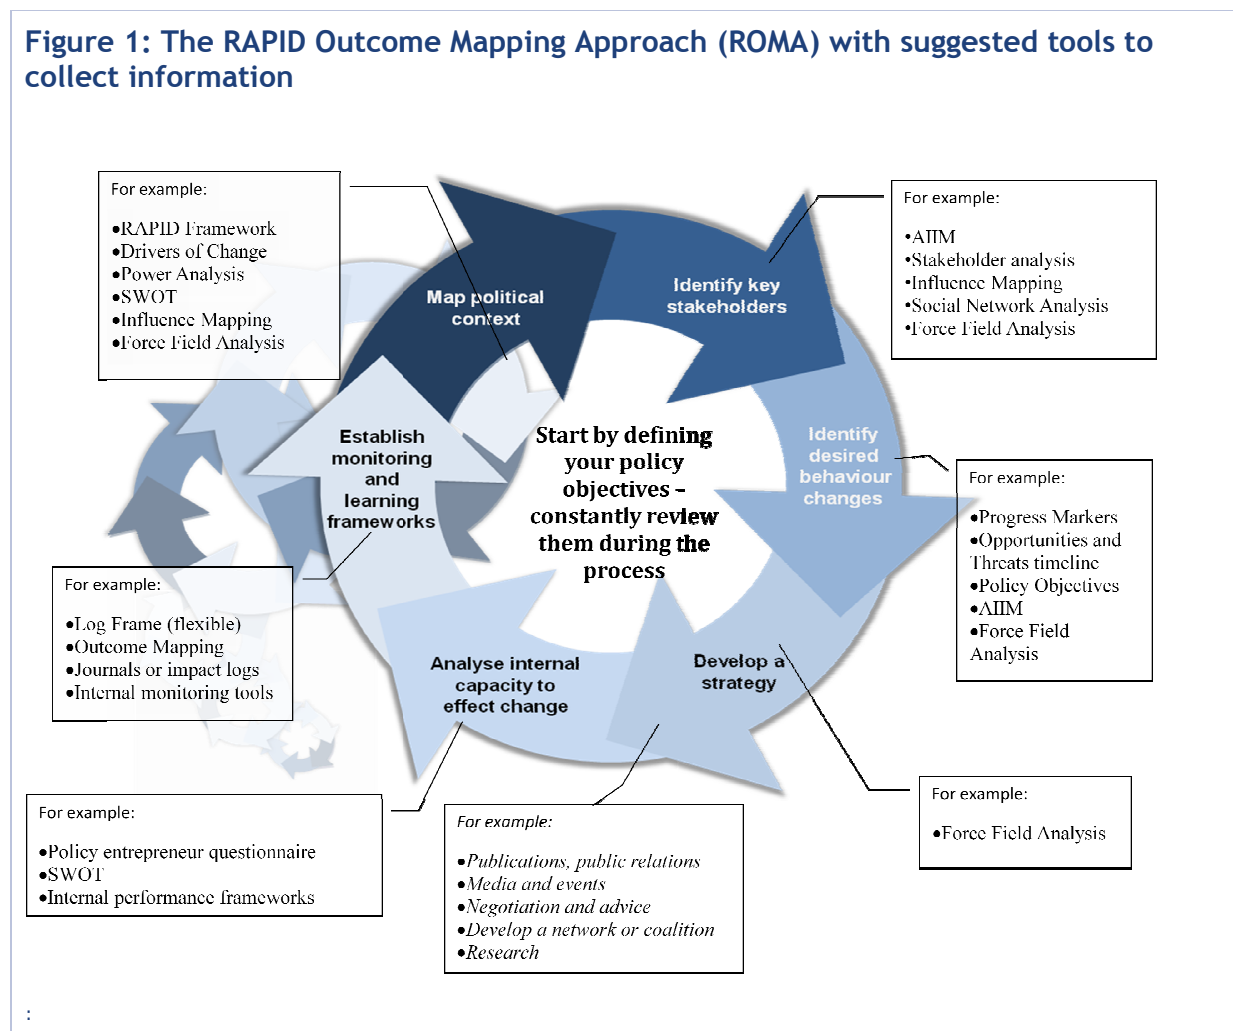 Figure 1: The RAPID Outcome Mapping Approach (ROMA) with suggested tools to
collect information
For example:
•RAPID Framework
•Drivers of Change
•Power Analysis
•SWOT
•Influence Mapping
•Force Field Analysis
For example:
•AIIM
•Stakeholder analysis
•Influence Mapping
•Social Network Analysis
•Force Field Analysis
Map political
context
Identify key
stakeholders
Identify
desired
behaviour
changes
For example:
•Progress Markers
•Opportunities and
Threats timeline
•Policy Objectives
•AIIM
•Force Field
Analysis
Establish
monitoring
and
learning
frameworks
Start by defining
your policy
objectives –
constantly review
them during the
process
For example:
•Log Frame (flexible)
•Outcome Mapping
•Journals or impact logs
•Internal monitoring tools
Analyse internal
capacity to
effect change
Develop a
strategy
For example:
•Policy entrepreneur questionnaire
•SWOT
•Internal performance frameworks
For example:
•Publications, public relations
•Media and events
•Negotiation and advice
•Develop a network or coalition
•Research
For example:
•Force Field Analysis
: